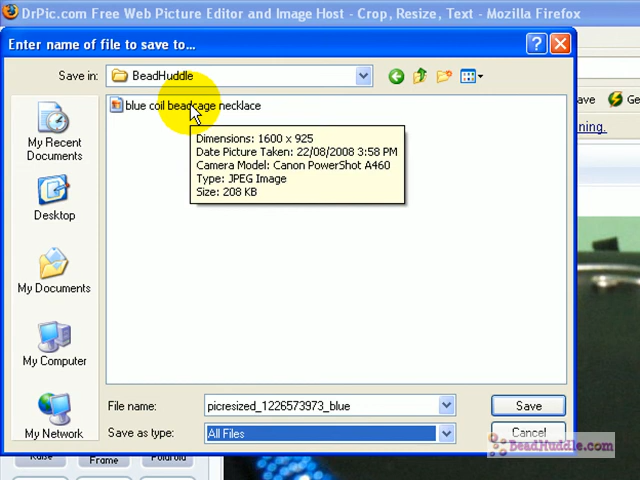 DrPic.com Free Web Picture Editor and Image Host - Crop, Resize, Text - Mozilla Firefox
Enter name of file to save to...
Save in:
BeadHuddle
My Recent
Documents
Desktop
My Documents
My Computer
My Network
blue coil beadcage necklace
Dimensions: 1600 x 925
Date Picture Taken: 22/08/2008 3:58 PM
Camera Model: Canon PowerShot A460
Type: JPEG Image
Size: 208 KB
File name:
picresized_1226573973_blue
Save
Save as type:
All Files
Cancel
BeadHuddle.com
Frame
Polaroid
Ge